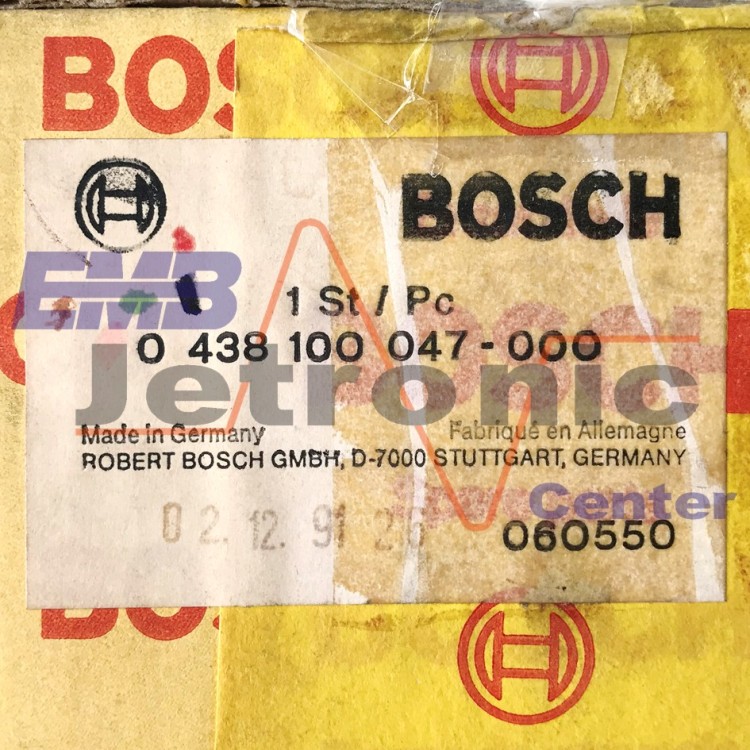 BOS
BOSCH
EMB
1 St / Pc
0 438 100 047-000
Jetronic
Made in Germany Fabriqué en Allemagne
ROBERT BOSCH GMBH, D-7000 STUTTGART, GERMANY
Center
02.12.91 26
060550